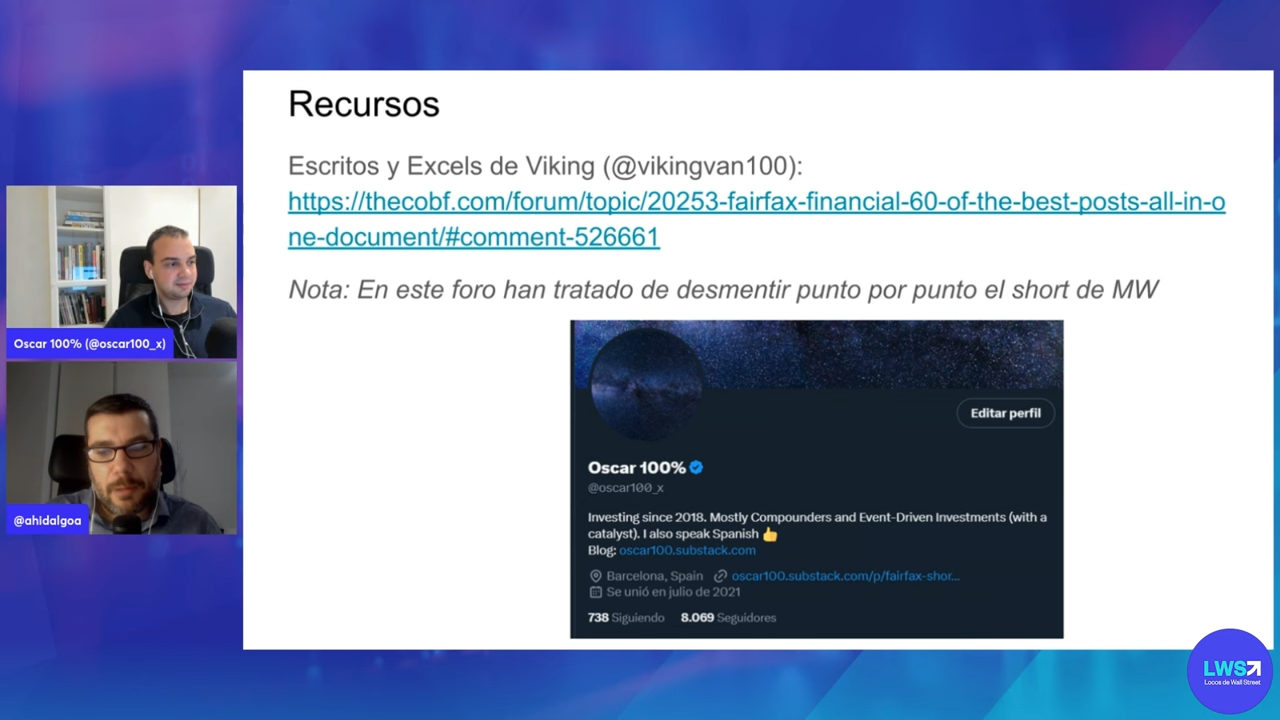 Recursos
Escritos y Excels de Viking (@vikingvan100):
https://thecobf.com/forum/topic/20253-fairfax-financial-60-of-the-best-posts-all-in-o
ne-document/#comment-526661
Nota: En este foro han tratado de desmentir punto por punto el short de MW
Oscar 100% (@oscar100_x)
@ahidalgoa
Editar perfil
Oscar 100%
@oscar100_x
Investing since 2018. Mostly Compounders and Event-Driven Investments (with a
catalyst). I also speak Spanish 👍
Blog: oscar100.substack.com
Barcelona, Spain oscar100.substack.com/p/fairfax-shor...
Se unió en julio de 2021
738 Siguiendo 8.069 Seguidores
LWS
Locos de Wall Street